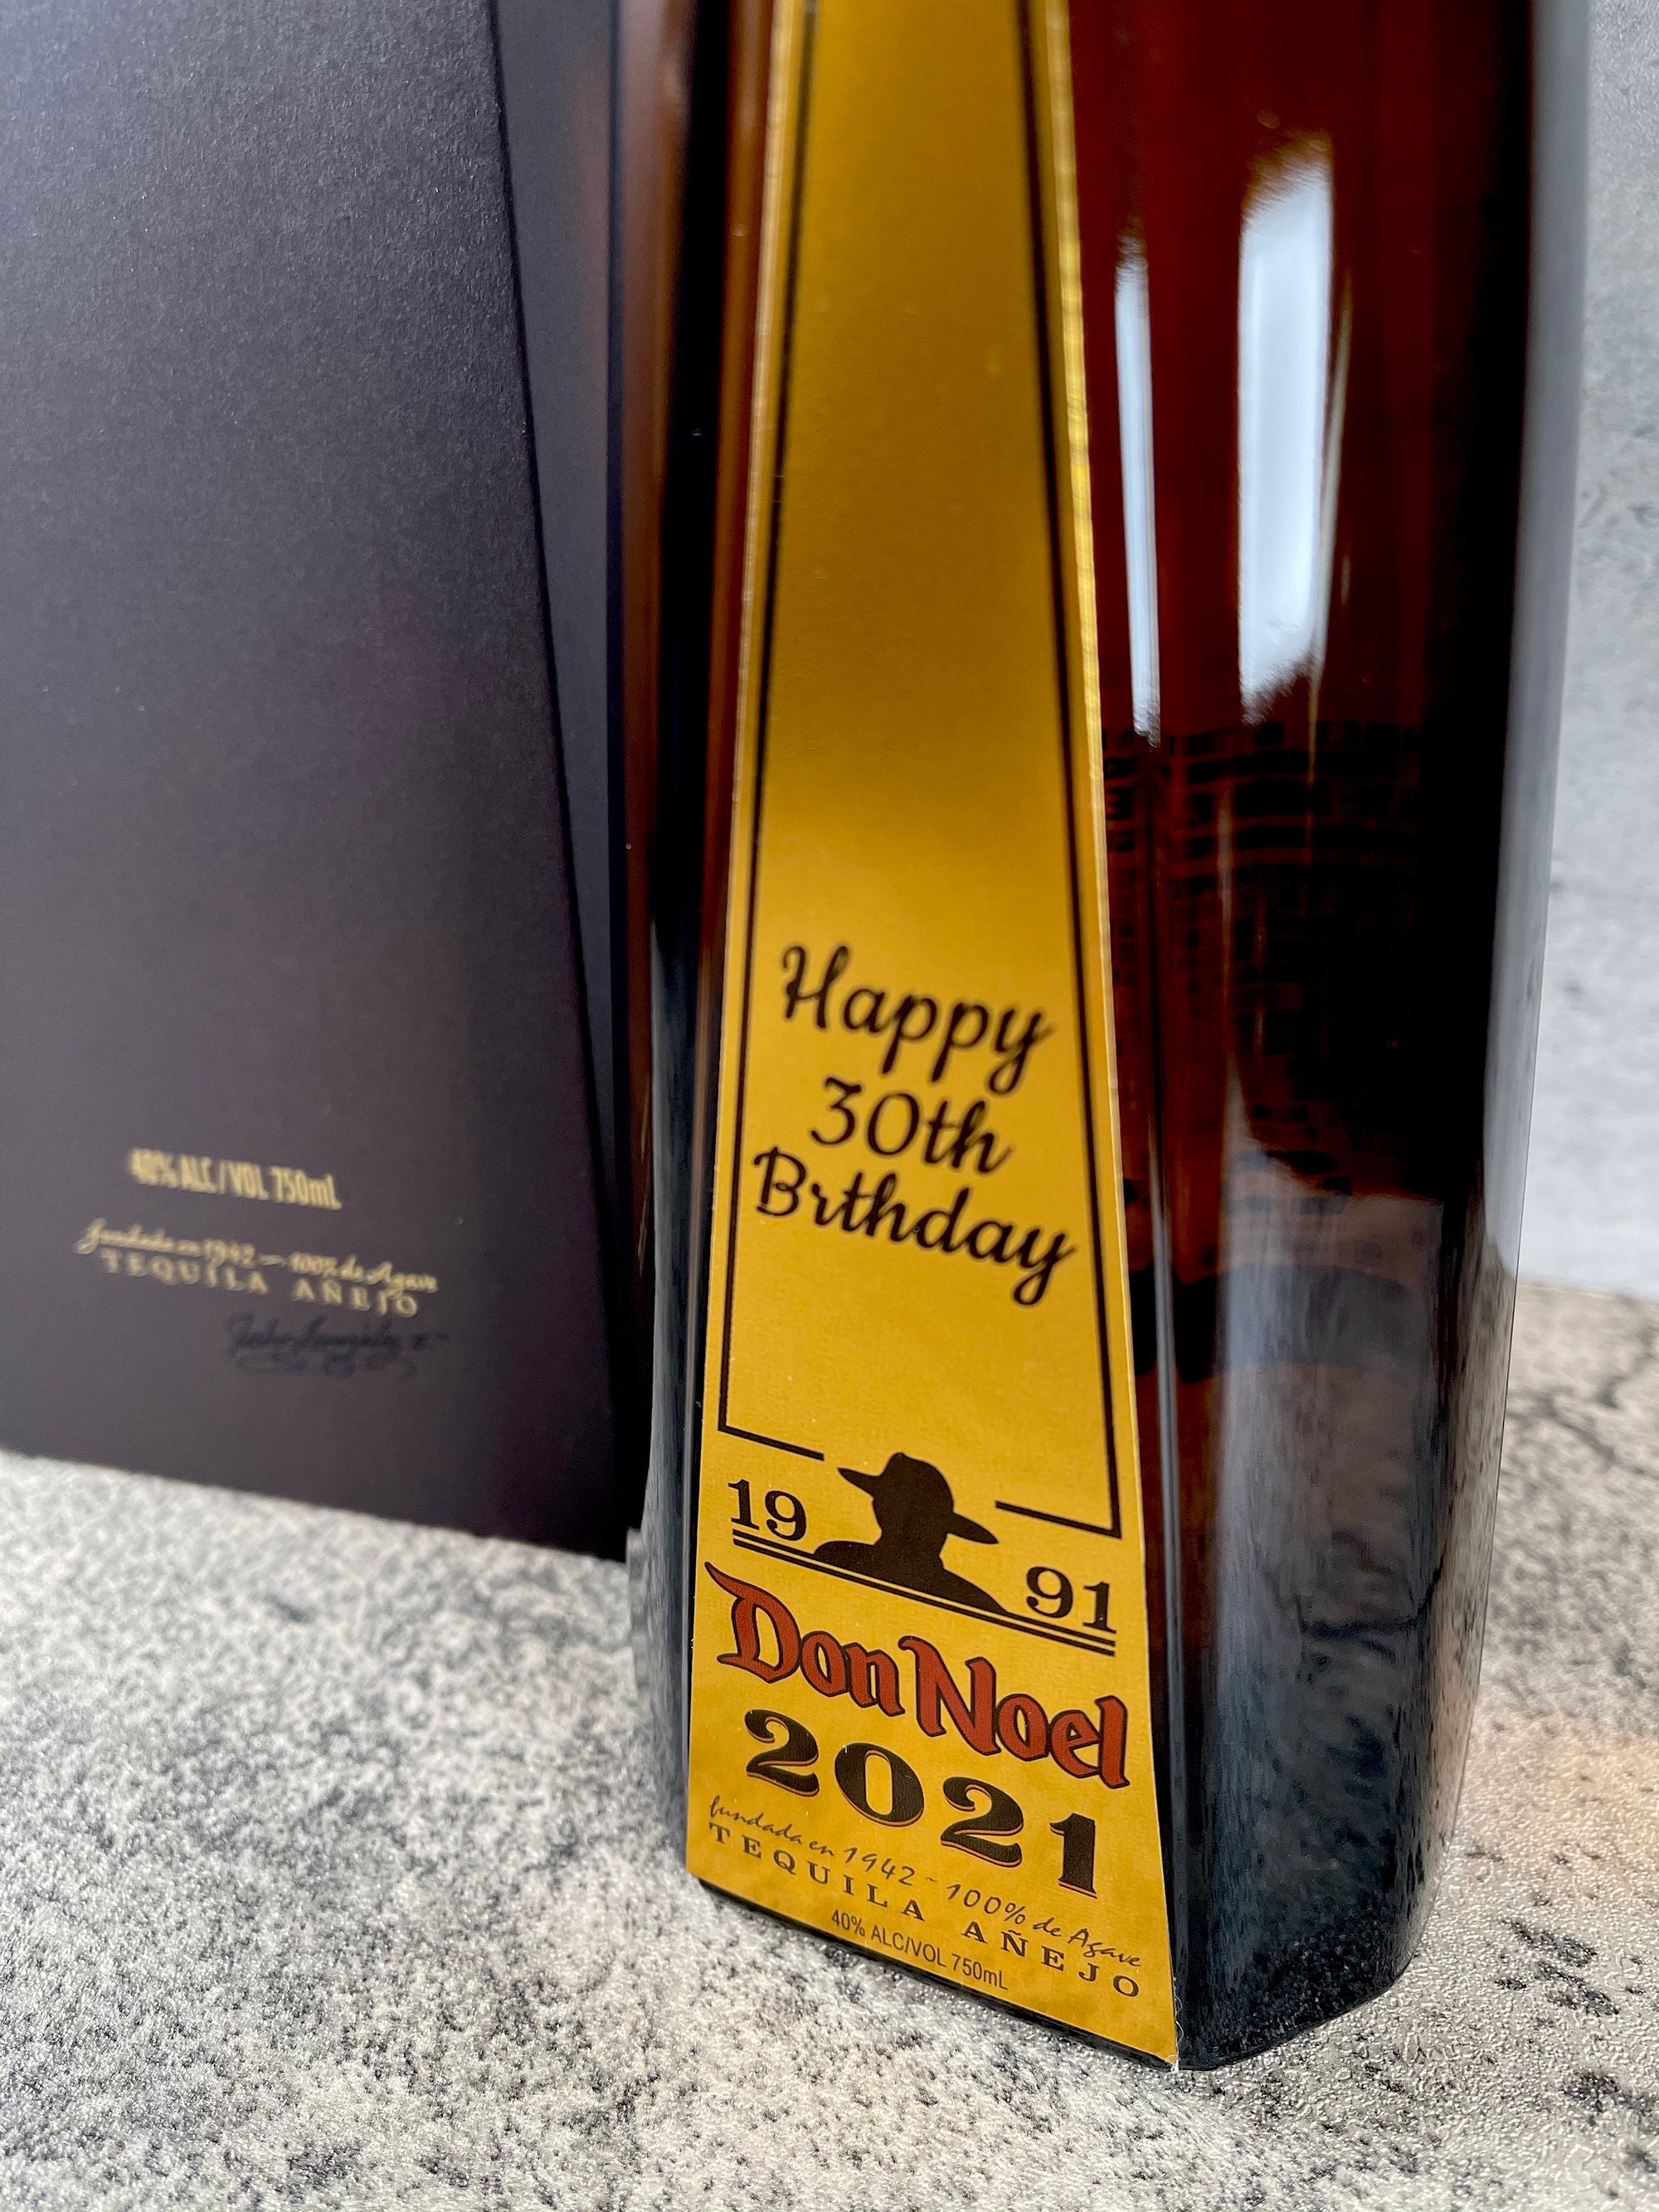 40% ALC / VOL 750mL
fundada en 1942 — 100% de Agave
TEQUILA AÑEJO
Happy
30th
Brthday
19 91
Don Noel
2021
fundada en 1942 - 100% de Agave
TEQUILA AÑEJO
40% ALC/VOL 750mL